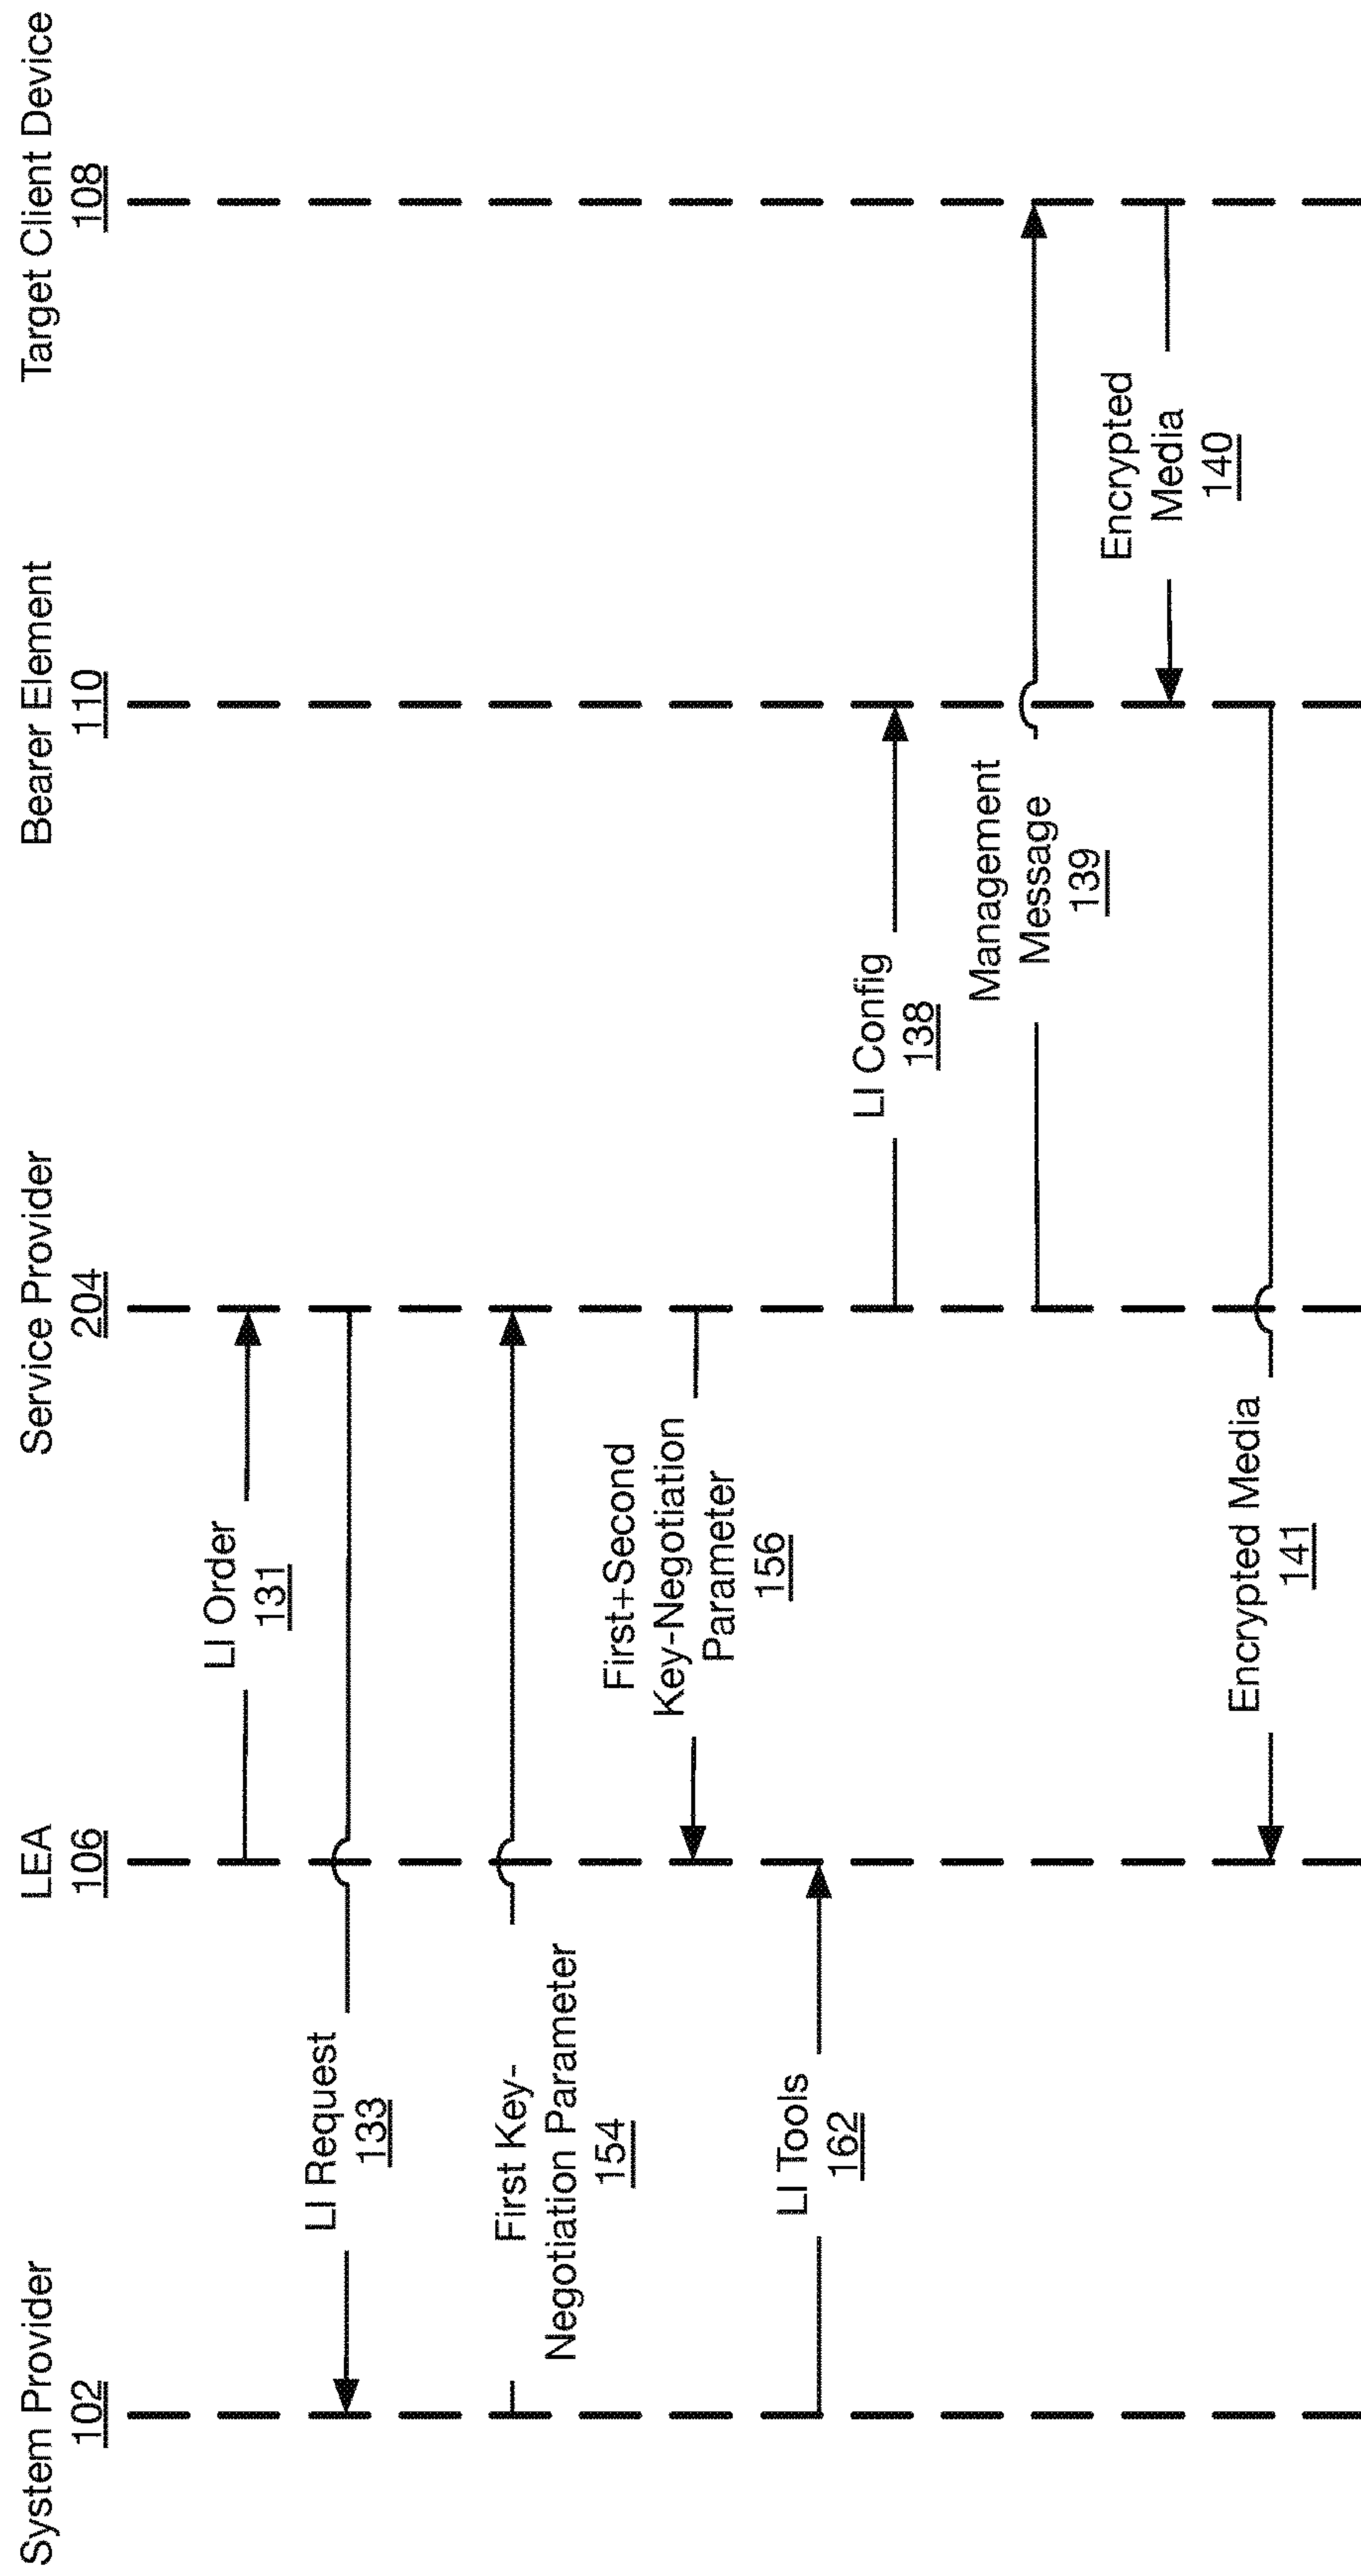 System Provider
102
LEA
106
Service Provider
204
Bearer Element
110
Target Client Device
108
LI Order
131
LI Request
133
First Key-
Negotiation Parameter
154
First+Second
Key-Negotiation
Parameter
156
LI Tools
162
LI Config
138
Management
Message
139
Encrypted
Media
140
Encrypted Media
141